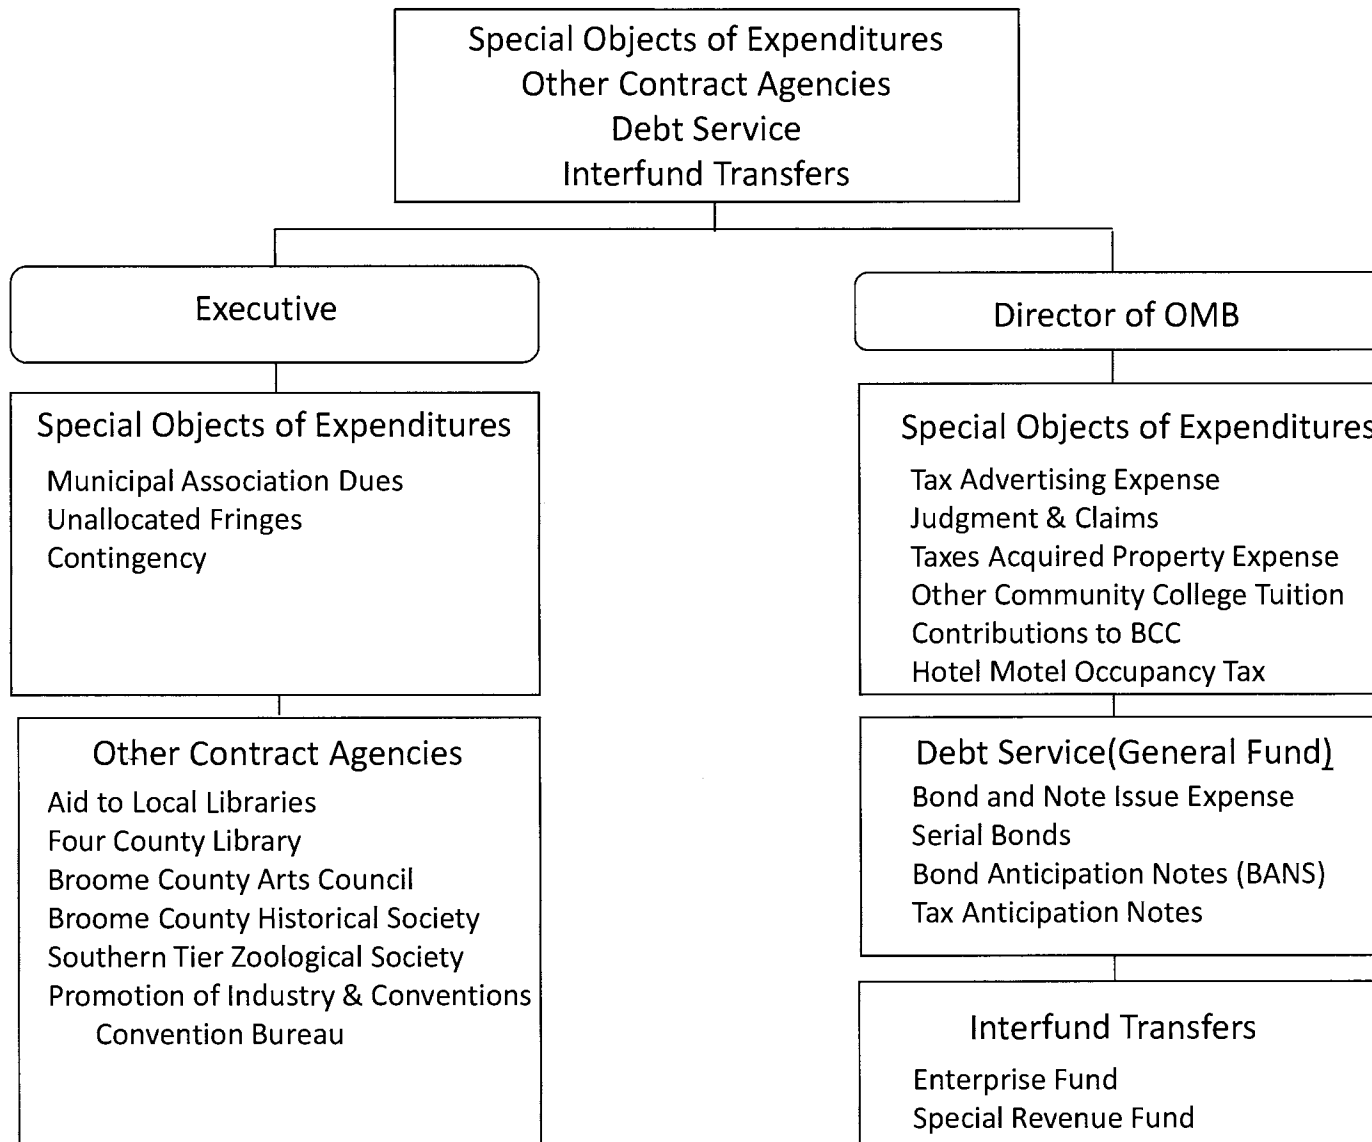 Special Objects of Expenditures
Other Contract Agencies
Debt Service
Interfund Transfers
Executive
Special Objects of Expenditures
Municipal Association Dues
Unallocated Fringes
Contingency
Other Contract Agencies
Aid to Local Libraries
Four County Library
Broome County Arts Council
Broome County Historical Society
Southern Tier Zoological Society
Promotion of Industry & Conventions
Convention Bureau
Director of OMB
Special Objects of Expenditures
Tax Advertising Expense
Judgment & Claims
Taxes Acquired Property Expense
Other Community College Tuition
Contributions to BCC
Hotel Motel Occupancy Tax
Debt Service(General Fund)
Bond and Note Issue Expense
Serial Bonds
Bond Anticipation Notes (BANS)
Tax Anticipation Notes
Interfund Transfers
Enterprise Fund
Special Revenue Fund